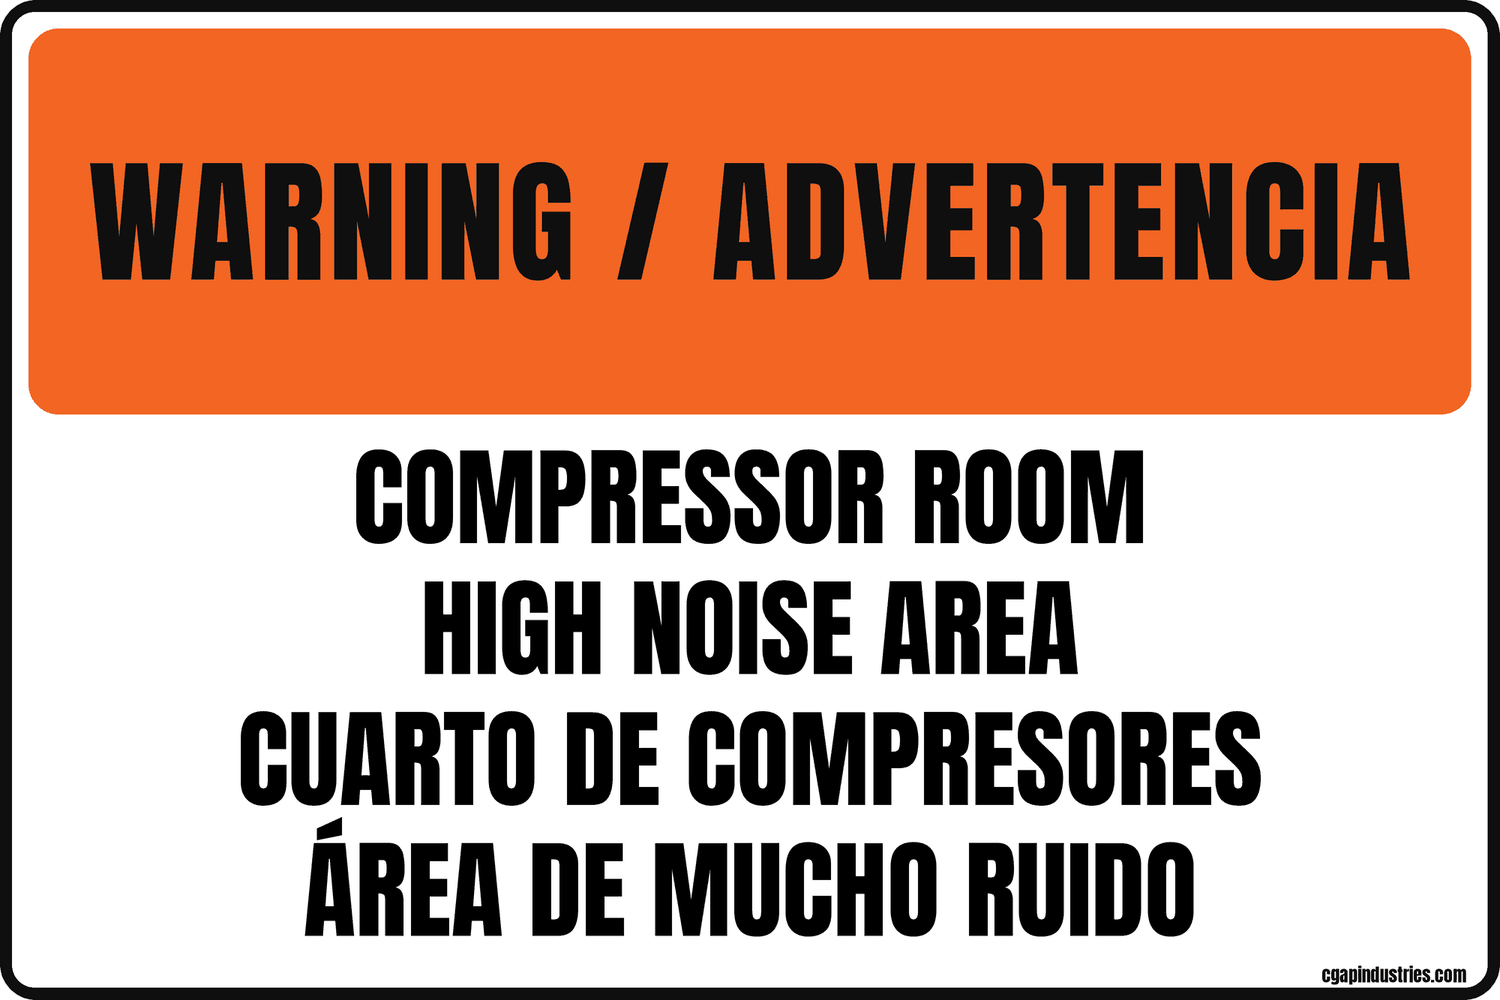 WARNING / ADVERTENCIA
COMPRESSOR ROOM
HIGH NOISE AREA
CUARTO DE COMPRESORES
ÁREA DE MUCHO RUIDO
cgapindustries.com